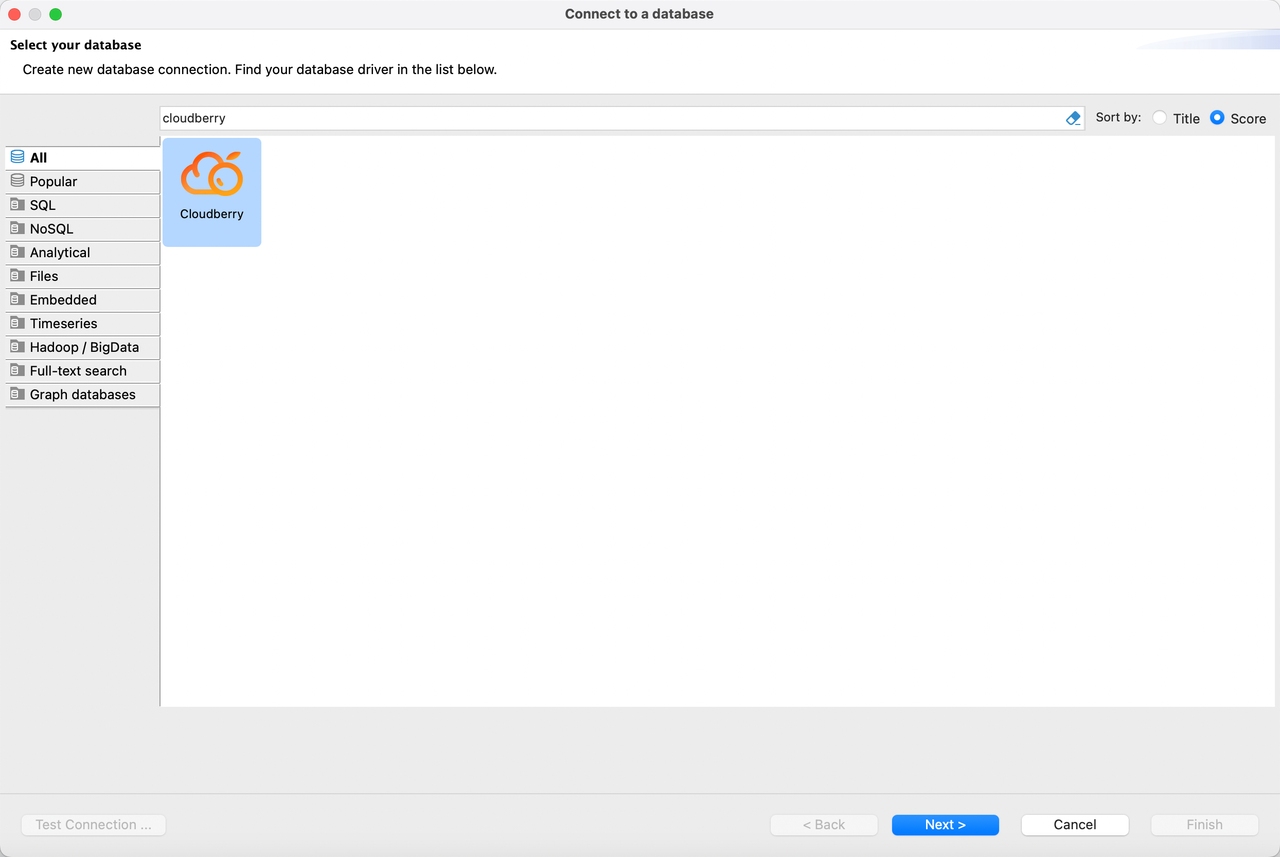 Connect to a database
Select your database
Create new database connection. Find your database driver in the list below.
cloudberry
Sort by: Title Score
All
Popular
SQL
NoSQL
Analytical
Files
Embedded
Timeseries
Hadoop / BigData
Full-text search
Graph databases
Cloudberry
Test Connection ... < Back Next > Cancel Finish